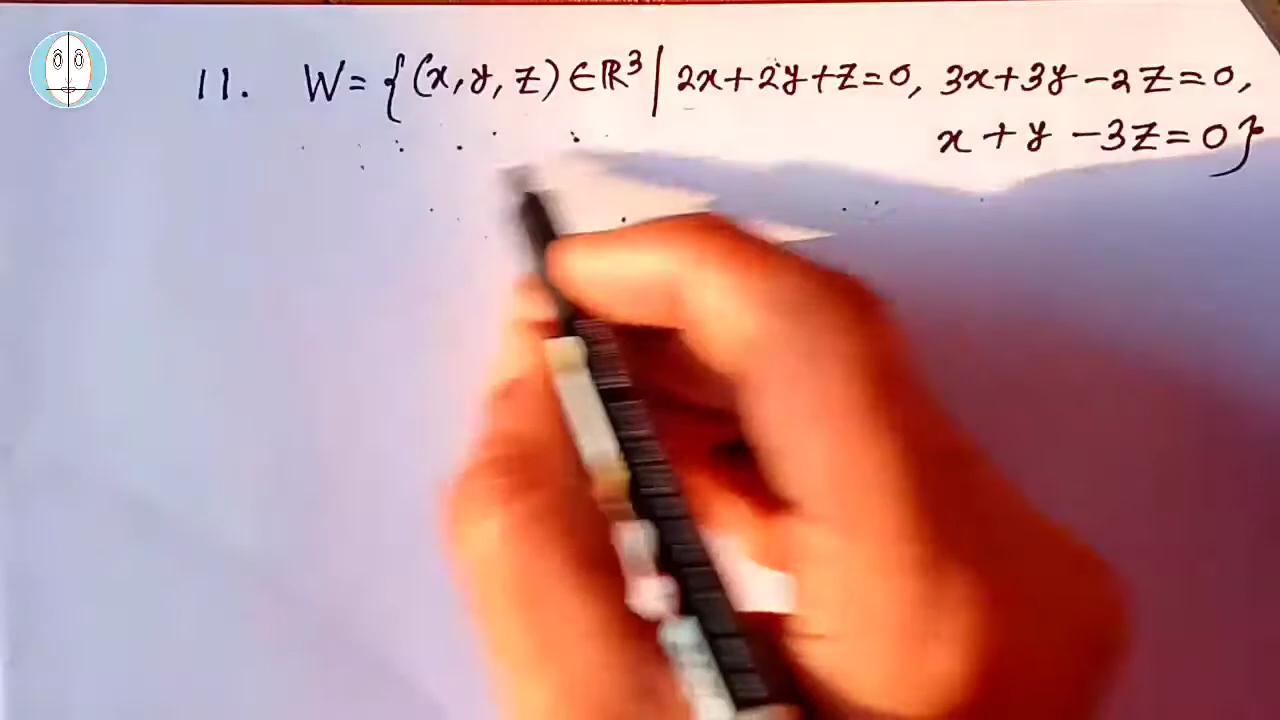 11. W = {(x, y, z) ∈ ℝ³ | 2x+2y+z=0, 3x+3y-2z=0,
x+y-3z=0}